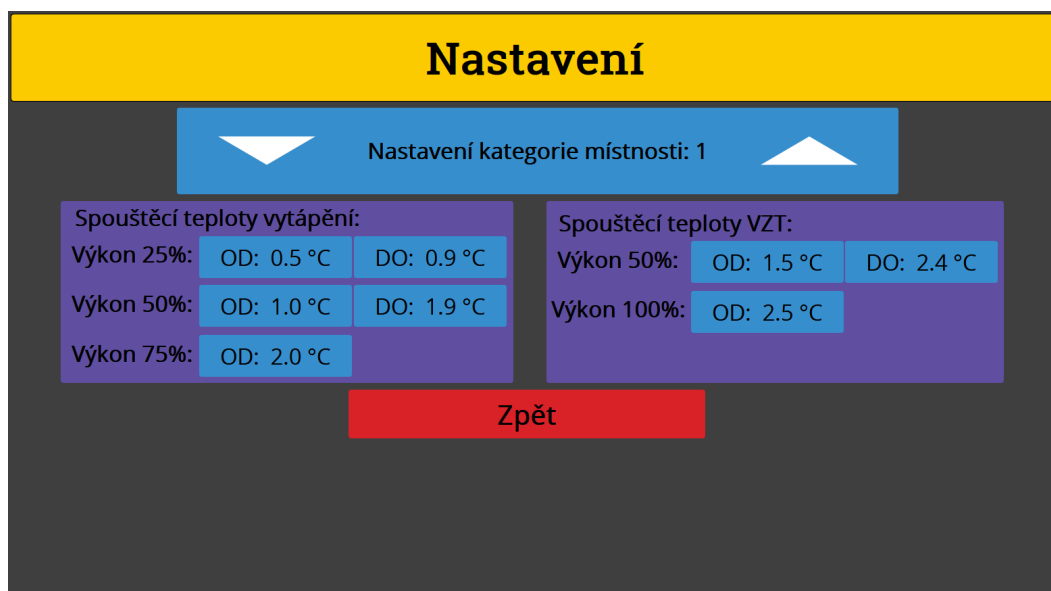 Nastavení
Nastavení kategorie místnosti: 1
Spouštěcí teploty vytápění:
Výkon 25%: OD: 0.5 °C DO: 0.9 °C
Výkon 50%: OD: 1.0 °C DO: 1.9 °C
Výkon 75%: OD: 2.0 °C
Spouštěcí teploty VZT:
Výkon 50%: OD: 1.5 °C DO: 2.4 °C
Výkon 100%: OD: 2.5 °C
Zpět